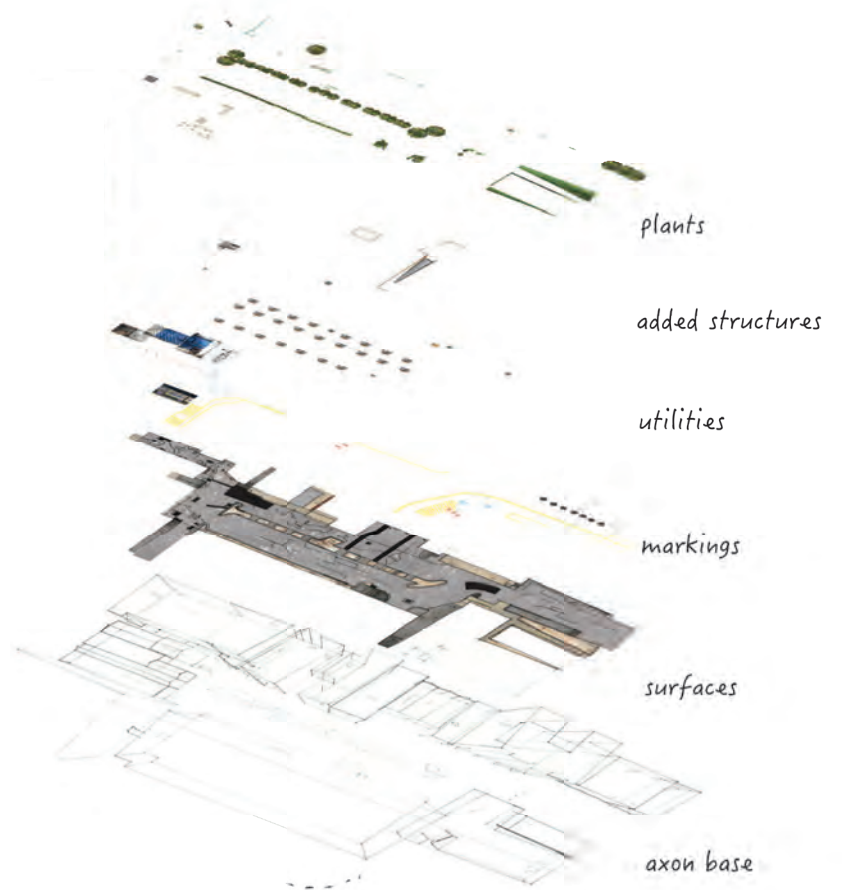 plants
added structures
utilities
markings
surfaces
axon base